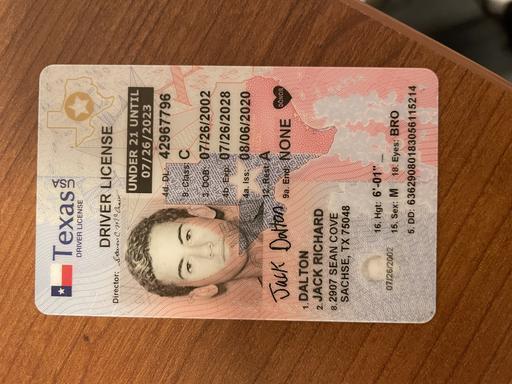 Texas
USA
DRIVER LICENSE
DRIVER LICENSE
Director:
UNDER 21 UNTIL
07/26/2023
4d. DL: 42967796
9. Class: C
3. DOB: 07/26/2002
4b. Exp: 07/26/2028
4a. Iss: 08/06/2020
A
9a. End: NONE
DONOR
Jack Dalton
1. DALTON
2. JACK RICHARD
8. 2907 SEAN COVE
SACHSE, TX 75048
16. Hgt: 6'-01"
15. Sex: M 18. Eyes: BRO
5. DD: 63629080183056115214
07/26/2002